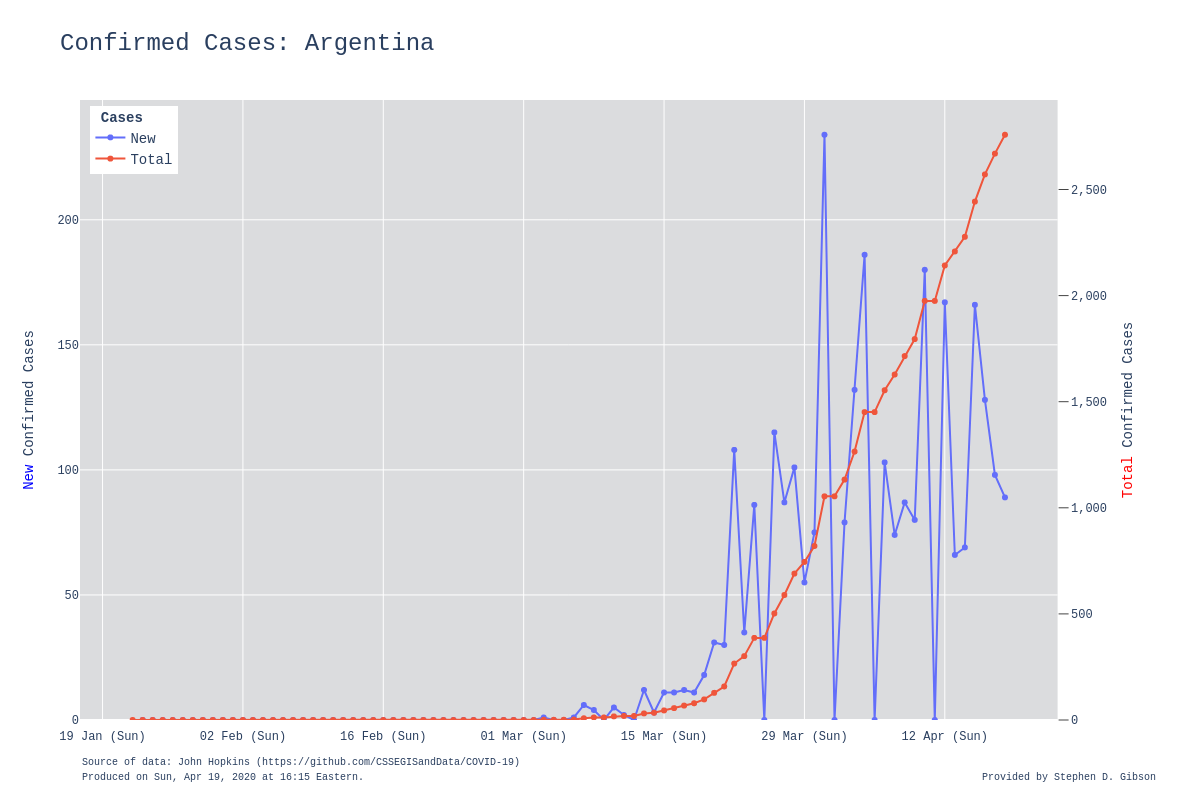 Confirmed Cases: Argentina
Cases
New
Total
200
150
100
50
0
2,500
2,000
1,500
1,000
500
0
New Confirmed Cases
Total Confirmed Cases
19 Jan (Sun)
02 Feb (Sun)
16 Feb (Sun)
01 Mar (Sun)
15 Mar (Sun)
29 Mar (Sun)
12 Apr (Sun)
Source of data: John Hopkins (https://github.com/CSSEGISandData/COVID-19)
Produced on Sun, Apr 19, 2020 at 16:15 Eastern.
Provided by Stephen D. Gibson